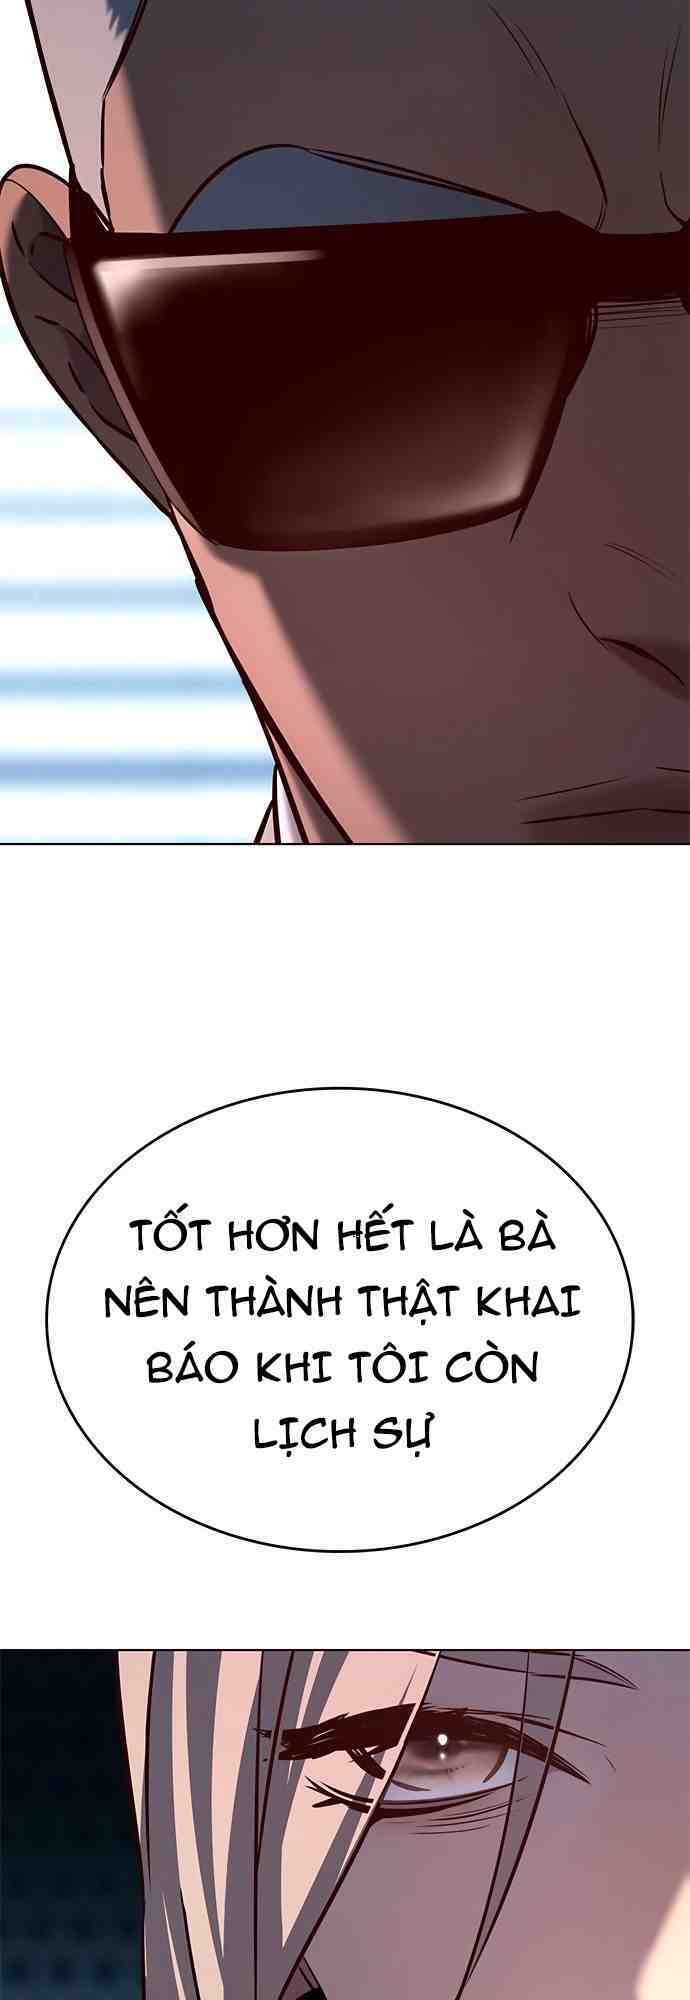 TỐT HƠN HẾT LÀ BÀ
NÊN THÀNH THẬT KHAI
BÁO KHI TÔI CÒN
LỊCH SỰ